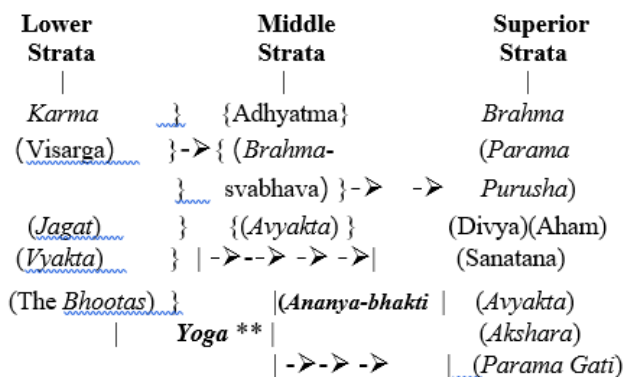 Lower Middle Superior
Strata Strata Strata
| | |
Karma } {Adhyatma} Brahma
(Visarga) }-➢{ (Brahma- (Parama
} svabhava) }-➢ -➢ Purusha)
(Jagat) } {(Avyakta) } (Divya)(Aham)
(Vyakta) } | -➢-➢ -➢ -➢| (Sanatana)
(The Bhootas) } |(Ananya-bhakti | (Avyakta)
| Yoga ** | (Akshara)
| -➢-➢ -➢ | (Parama Gati)